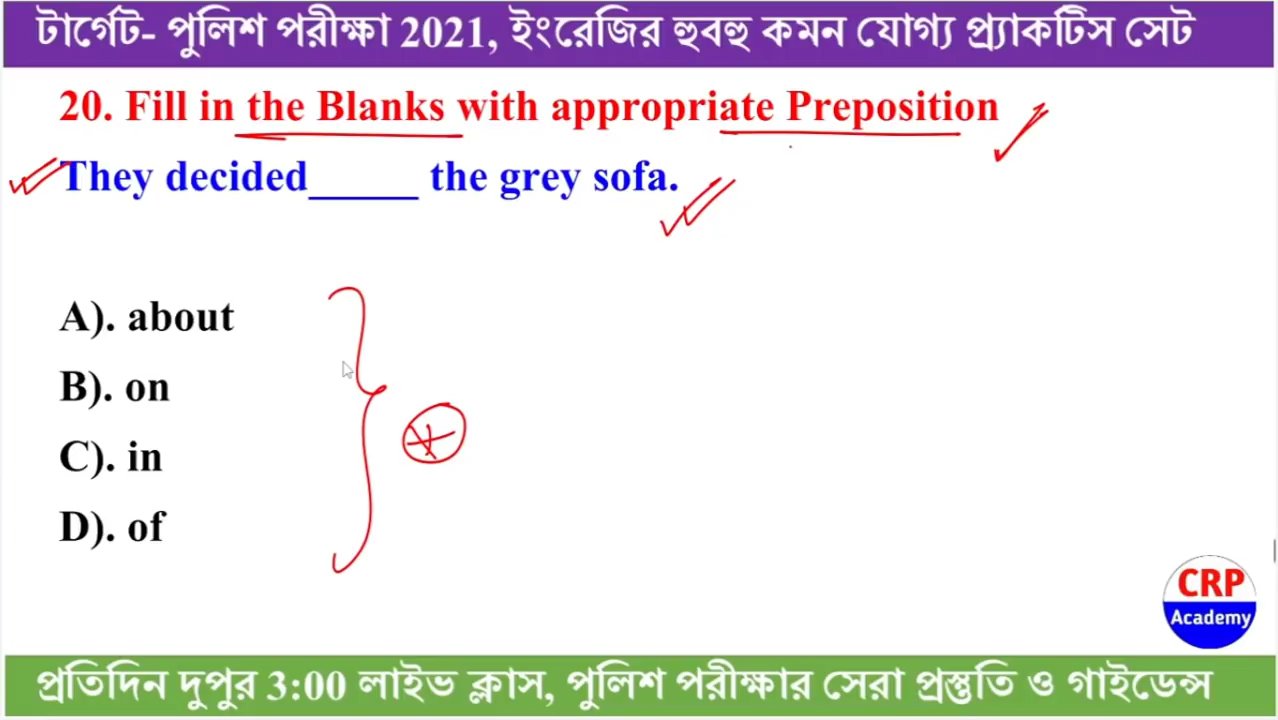 টার্গেট- পুলিশ পরীক্ষা 2021, ইংরেজির হুবহু কমন যোগ্য প্র্যাকটিস সেট
20. Fill in the Blanks with appropriate Preposition
They decided_____ the grey sofa.
A). about
B). on
C). in
D). of
CRP
Academy
প্রতিদিন দুপুর 3:00 লাইভ ক্লাস, পুলিশ পরীক্ষার সেরা প্রস্তুতি ও গাইডেন্স